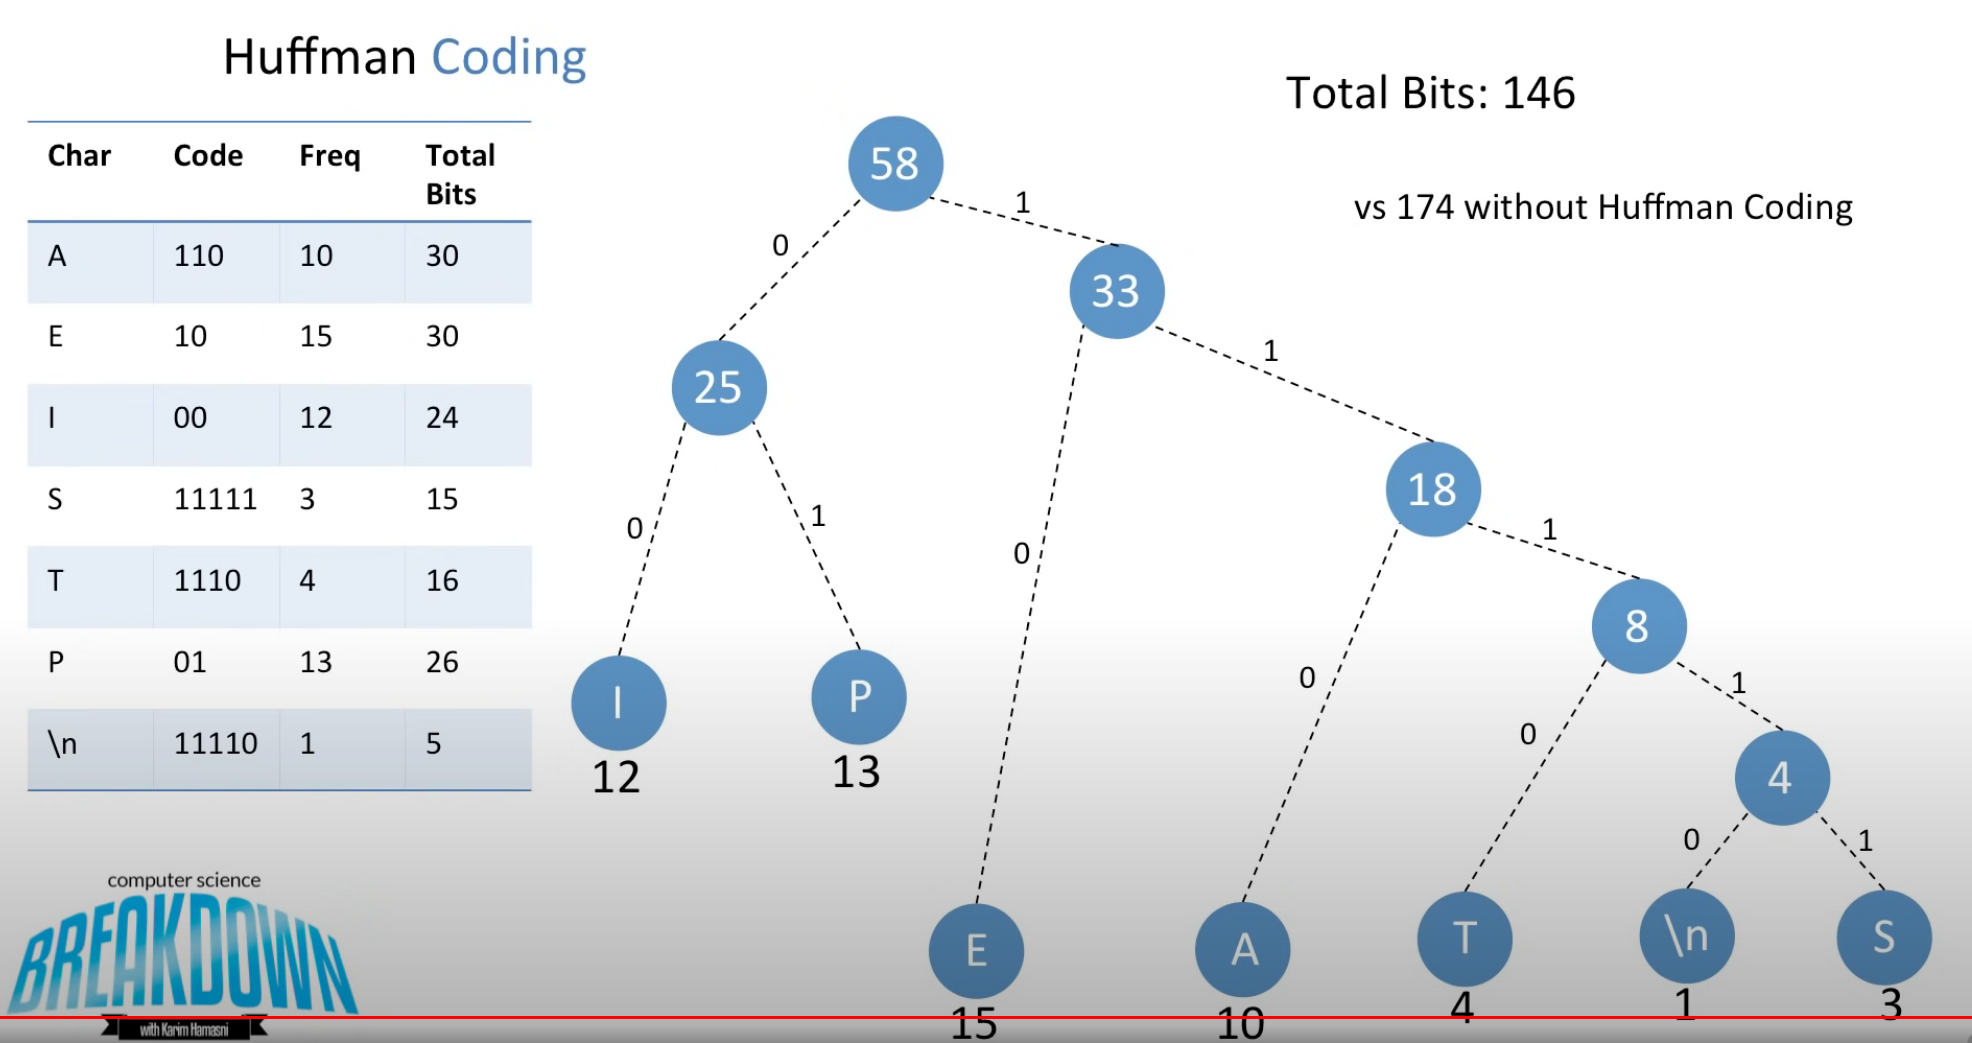 Huffman Coding
Total Bits: 146
vs 174 without Huffman Coding
Char Code Freq Total Bits
A 110 10 30
E 10 15 30
I 00 12 24
S 11111 3 15
T 1110 4 16
P 01 13 26
\n 11110 1 5
58
0 1
33
1
25
18
0 1 0 1
8
0 0 1
I P
12 13
4
0 1
E A T \n S
15 10 4 1 3
computer science
BREAKDOWN
with Karim Hamasni